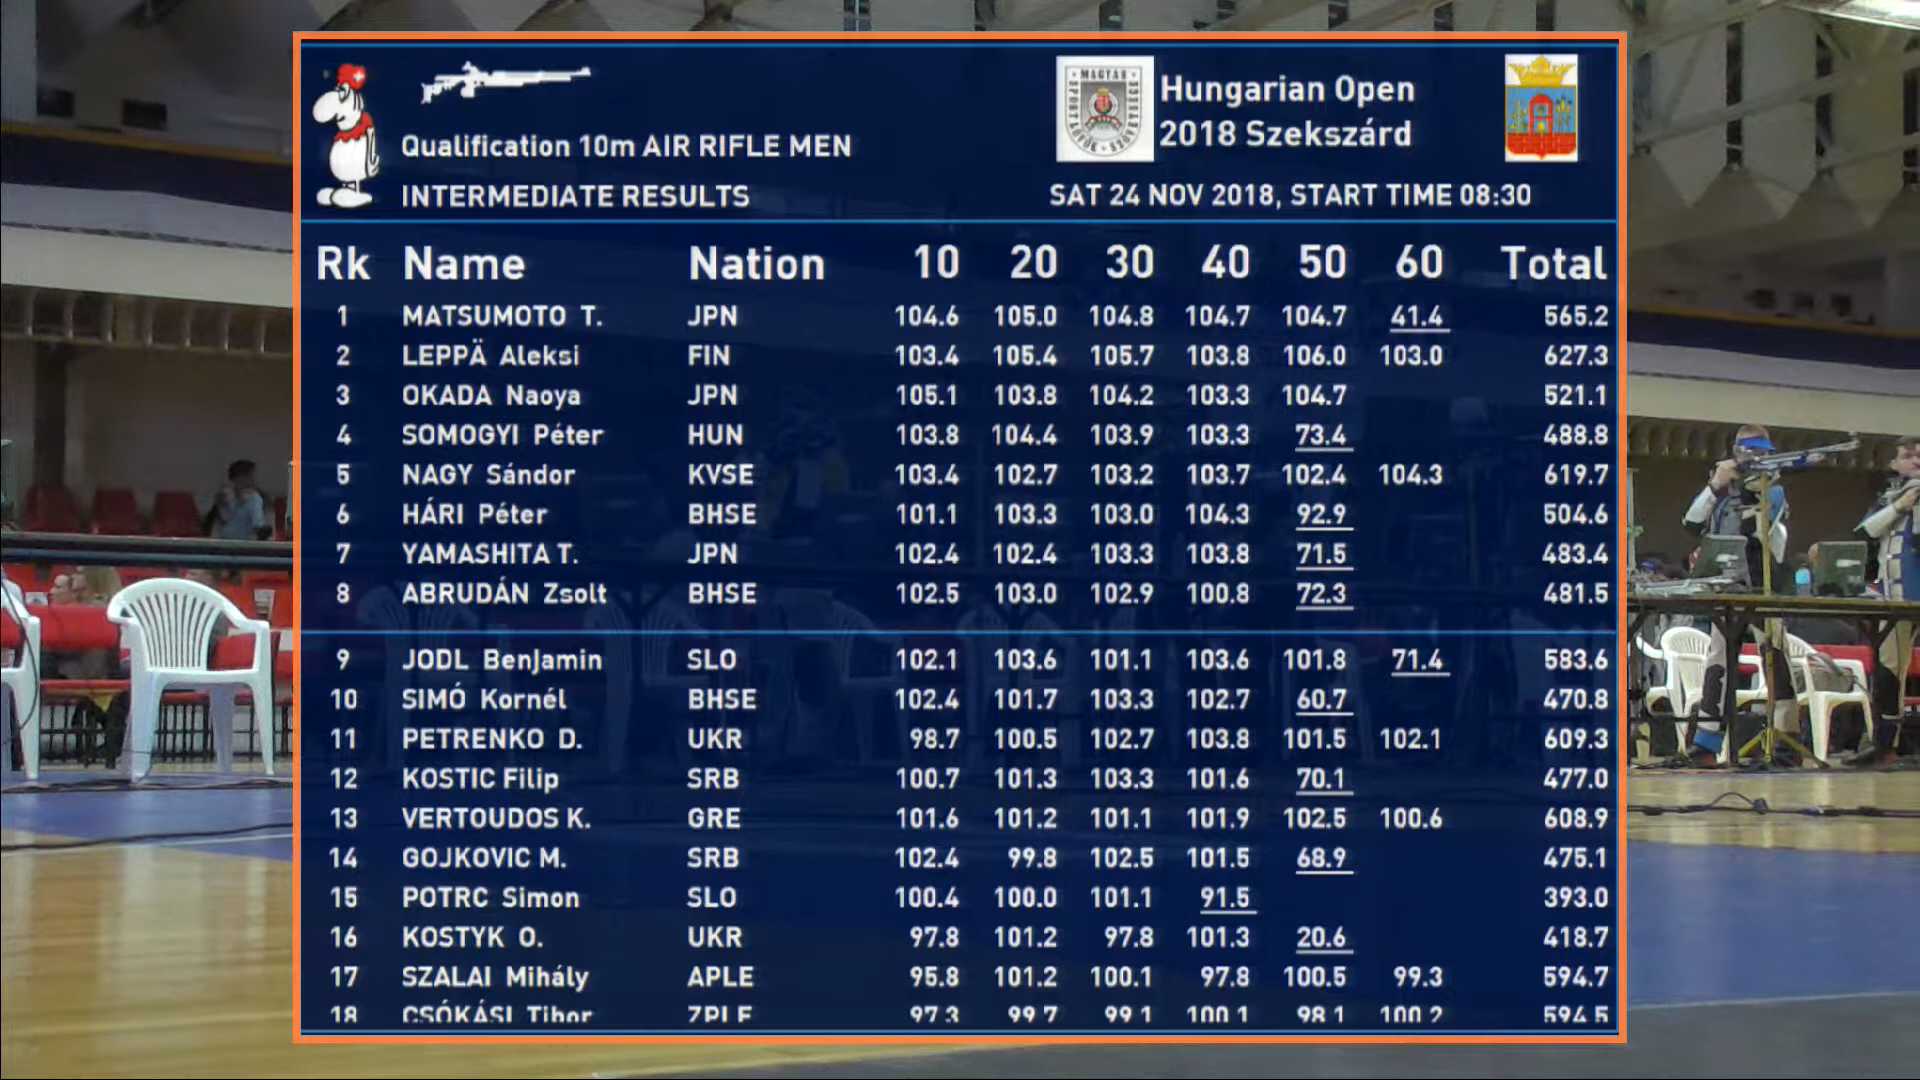 MAGYAR SPORTLÖVŐK SZÖVETSÉGE
Hungarian Open
2018 Szekszárd
Qualification 10m AIR RIFLE MEN
INTERMEDIATE RESULTS
SAT 24 NOV 2018, START TIME 08:30
Rk Name Nation 10 20 30 40 50 60 Total
1 MATSUMOTO T. JPN 104.6 105.0 104.8 104.7 104.7 41.4 565.2
2 LEPPÄ Aleksi FIN 103.4 105.4 105.7 103.8 106.0 103.0 627.3
3 OKADA Naoya JPN 105.1 103.8 104.2 103.3 104.7 521.1
4 SOMOGYI Péter HUN 103.8 104.4 103.9 103.3 73.4 488.8
5 NAGY Sándor KVSE 103.4 102.7 103.2 103.7 102.4 104.3 619.7
6 HÁRI Péter BHSE 101.1 103.3 103.0 104.3 92.9 504.6
7 YAMASHITA T. JPN 102.4 102.4 103.3 103.8 71.5 483.4
8 ABRUDÁN Zsolt BHSE 102.5 103.0 102.9 100.8 72.3 481.5
9 JODL Benjamin SLO 102.1 103.6 101.1 103.6 101.8 71.4 583.6
10 SIMÓ Kornél BHSE 102.4 101.7 103.3 102.7 60.7 470.8
11 PETRENKO D. UKR 98.7 100.5 102.7 103.8 101.5 102.1 609.3
12 KOSTIC Filip SRB 100.7 101.3 103.3 101.6 70.1 477.0
13 VERTOUDOS K. GRE 101.6 101.2 101.1 101.9 102.5 100.6 608.9
14 GOJKOVIC M. SRB 102.4 99.8 102.5 101.5 68.9 475.1
15 POTRC Simon SLO 100.4 100.0 101.1 91.5 393.0
16 KOSTYK O. UKR 97.8 101.2 97.8 101.3 20.6 418.7
17 SZALAI Mihály APLE 95.8 101.2 100.1 97.8 100.5 99.3 594.7
18 CSÓKÁSI Tibor ZPLE 97.3 99.7 99.1 100.1 98.1 100.2 594.5